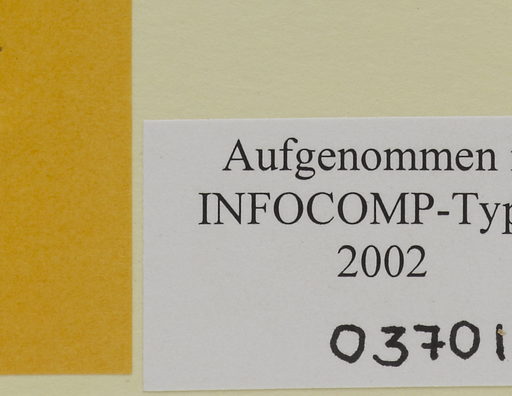 Aufgenommen
INFOCOMP-Typ
2002
03701